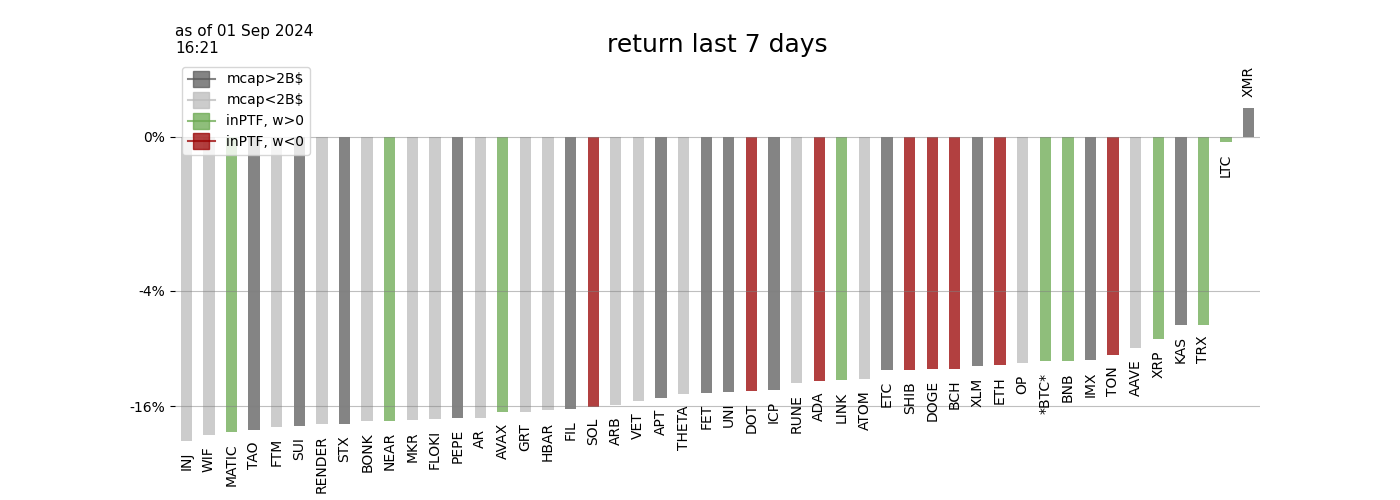 as of 01 Sep 2024
16:21
return last 7 days
mcap>2B$
mcap<2B$
inPTF, w>0
inPTF, w<0
0%
-4%
-16%
INJ
WIF
MATIC
TAO
FTM
SUI
RENDER
STX
BONK
NEAR
MKR
FLOKI
PEPE
AR
AVAX
GRT
HBAR
FIL
SOL
ARB
VET
APT
THETA
FET
UNI
DOT
ICP
RUNE
ADA
LINK
ATOM
ETC
SHIB
DOGE
BCH
XLM
ETH
OP
*BTC*
BNB
IMX
TON
AAVE
XRP
KAS
TRX
LTC
XMR